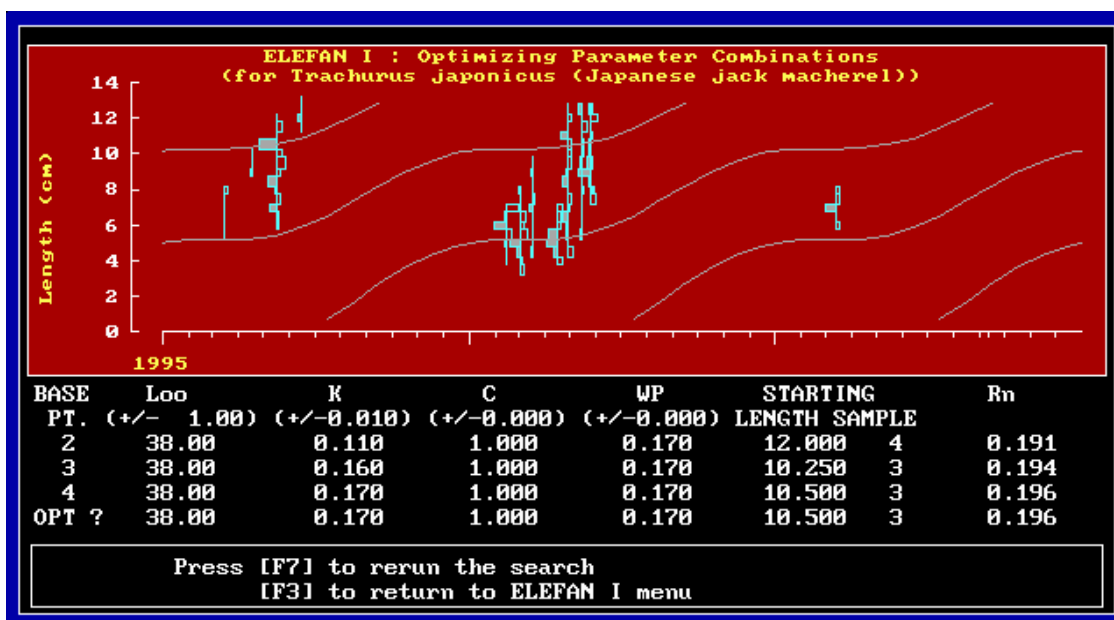 ELEFAN I : Optimizing Parameter Combinations
(for Trachurus japonicus (Japanese jack macherel))
14
12
10
8
6
4
2
0
Length (cm)
1995
BASE Loo K C WP STARTING Rn
PT. (+/- 1.00) (+/-0.010) (+/-0.000) (+/-0.000) LENGTH SAMPLE
2 38.00 0.110 1.000 0.170 12.000 4 0.191
3 38.00 0.160 1.000 0.170 10.250 3 0.194
4 38.00 0.170 1.000 0.170 10.500 3 0.196
OPT ? 38.00 0.170 1.000 0.170 10.500 3 0.196
Press [F7] to rerun the search
[F3] to return to ELEFAN I menu